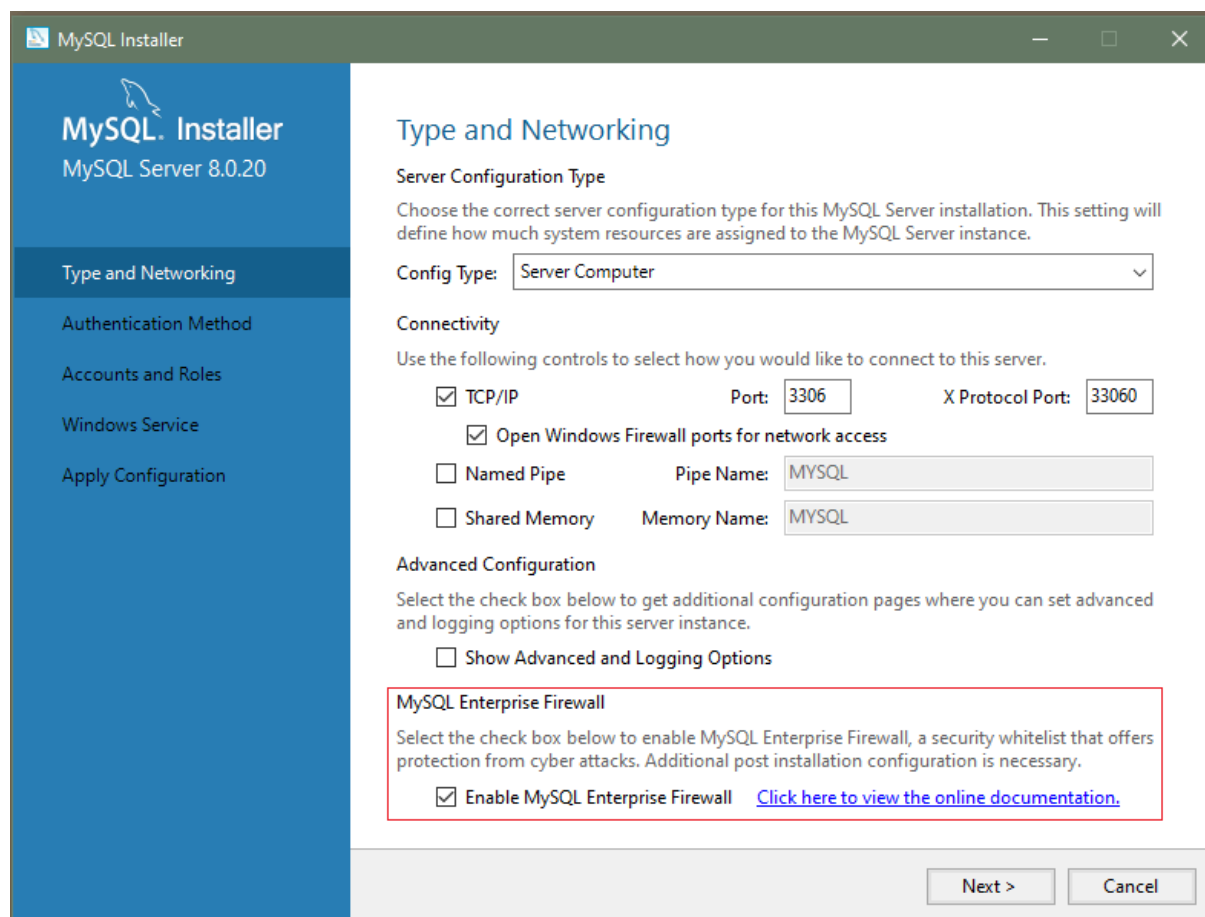 MySQL Installer
MySQL. Installer
MySQL Server 8.0.20
Type and Networking
Authentication Method
Accounts and Roles
Windows Service
Apply Configuration
Type and Networking
Server Configuration Type
Choose the correct server configuration type for this MySQL Server installation. This setting will
define how much system resources are assigned to the MySQL Server instance.
Config Type: Server Computer
Connectivity
Use the following controls to select how you would like to connect to this server.
TCP/IP Port: 3306 X Protocol Port: 33060
Open Windows Firewall ports for network access
Named Pipe Pipe Name: MYSQL
Shared Memory Memory Name: MYSQL
Advanced Configuration
Select the check box below to get additional configuration pages where you can set advanced
and logging options for this server instance.
Show Advanced and Logging Options
MySQL Enterprise Firewall
Select the check box below to enable MySQL Enterprise Firewall, a security whitelist that offers
protection from cyber attacks. Additional post installation configuration is necessary.
Enable MySQL Enterprise Firewall Click here to view the online documentation.
Next > Cancel